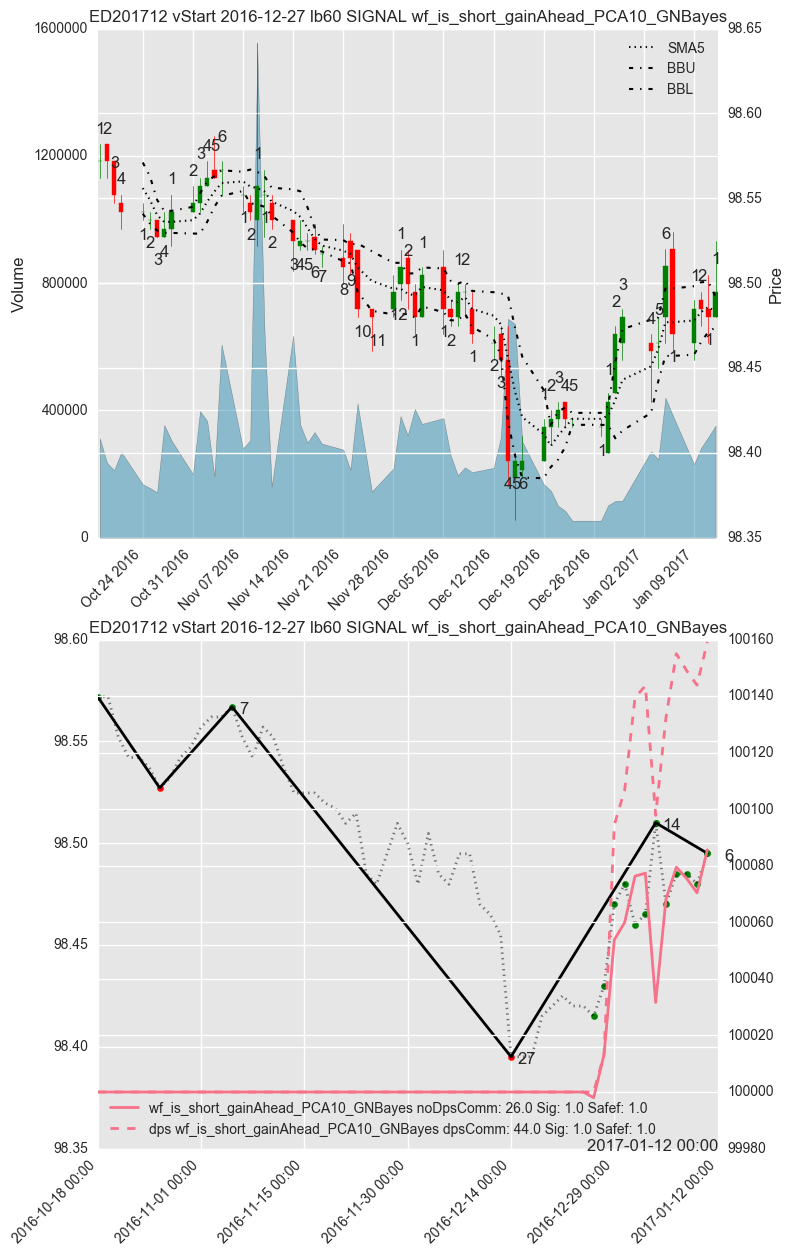 ED201712 vStart 2016-12-27 lb60 SIGNAL wf_is_short_gainAhead_PCA10_GNBayes
1600000
1200000
800000
400000
0
Volume
98.65
98.60
98.55
98.50
98.45
98.40
98.35
Price
SMA5
BBU
BBL
Oct 24 2016
Oct 31 2016
Nov 07 2016
Nov 14 2016
Nov 21 2016
Nov 28 2016
Dec 05 2016
Dec 12 2016
Dec 19 2016
Dec 26 2016
Jan 02 2017
Jan 09 2017
ED201712 vStart 2016-12-27 lb60 SIGNAL wf_is_short_gainAhead_PCA10_GNBayes
98.60
98.55
98.50
98.45
98.40
98.35
100160
100140
100120
100100
100080
100060
100040
100020
100000
99980
7
14
6
27
wf_is_short_gainAhead_PCA10_GNBayes noDpsComm: 26.0 Sig: 1.0 Safef: 1.0
dps wf_is_short_gainAhead_PCA10_GNBayes dpsComm: 44.0 Sig: 1.0 Safef: 1.0
2017-01-12 00:00
2016-10-18 00:00
2016-11-01 00:00
2016-11-15 00:00
2016-11-30 00:00
2016-12-14 00:00
2016-12-29 00:00
2017-01-12 00:00